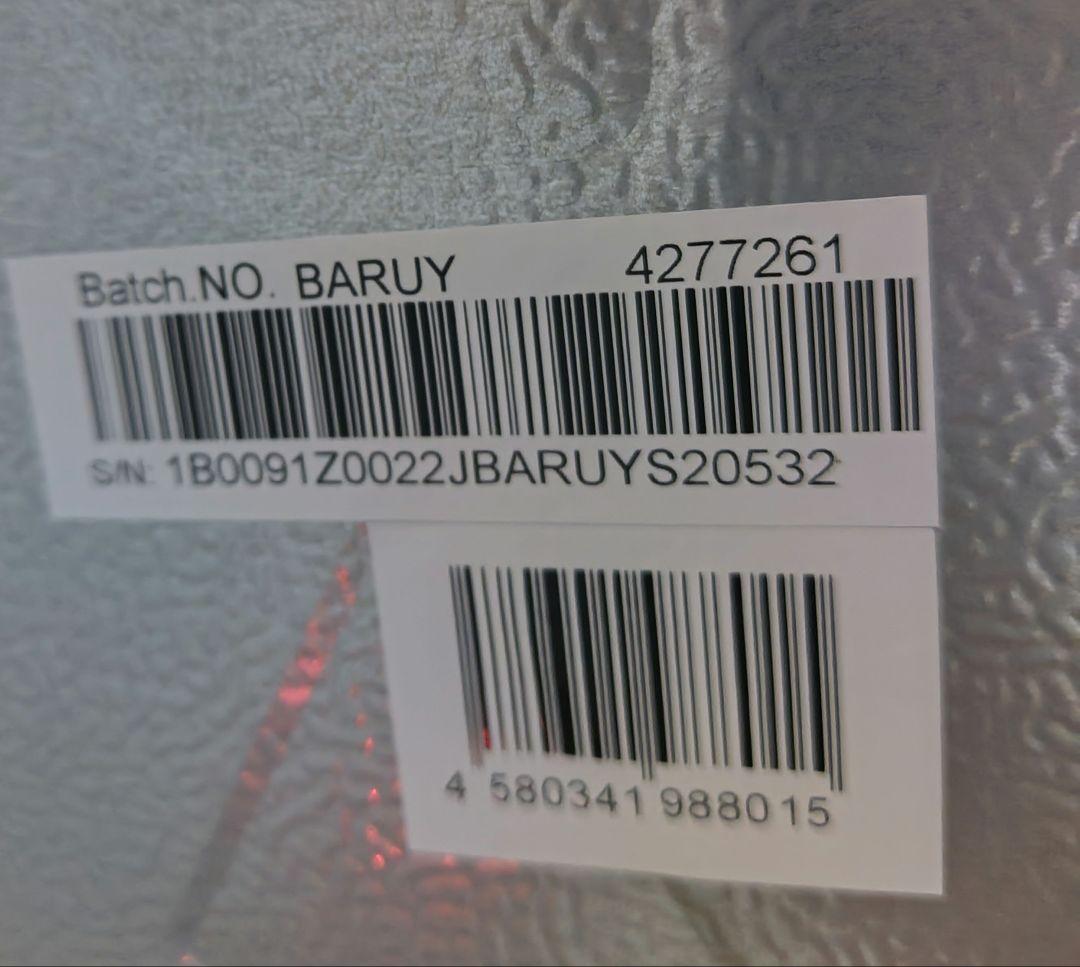 Batch.NO. BARUY 4277261
S/N: 1B0091Z0022JBARUYS20532
4 580341 988015